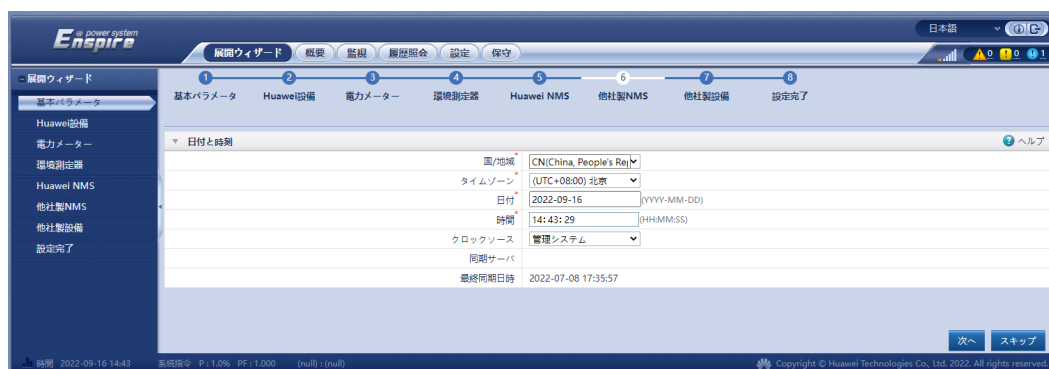 e power system
Enspire
日本語
展開ウィザード 概要 監視 履歴照会 設定 保守
0 0 1
展開ウィザード
基本パラメータ
Huawei設備
電力メーター
環境測定器
Huawei NMS
他社製NMS
他社製設備
設定完了
1 2 3 4 5 6 7 8
基本パラメータ Huawei設備 電力メーター 環境測定器 Huawei NMS 他社製NMS 他社製設備 設定完了
日付と時刻 ヘルプ
国/地域* CN(China, People's Re
タイムゾーン* (UTC+08:00) 北京
日付* 2022-09-16 (YYYY-MM-DD)
時間* 14:43:29 (HH:MM:SS)
クロックソース 管理システム
同期サーバ
最終同期日時 2022-07-08 17:35:57
次へ スキップ
時間 2022-09-16 14:43 系統指令 P : 1.0% PF : 1.000 (null) : (null) Copyright © Huawei Technologies Co., Ltd. 2022. All rights reserved.